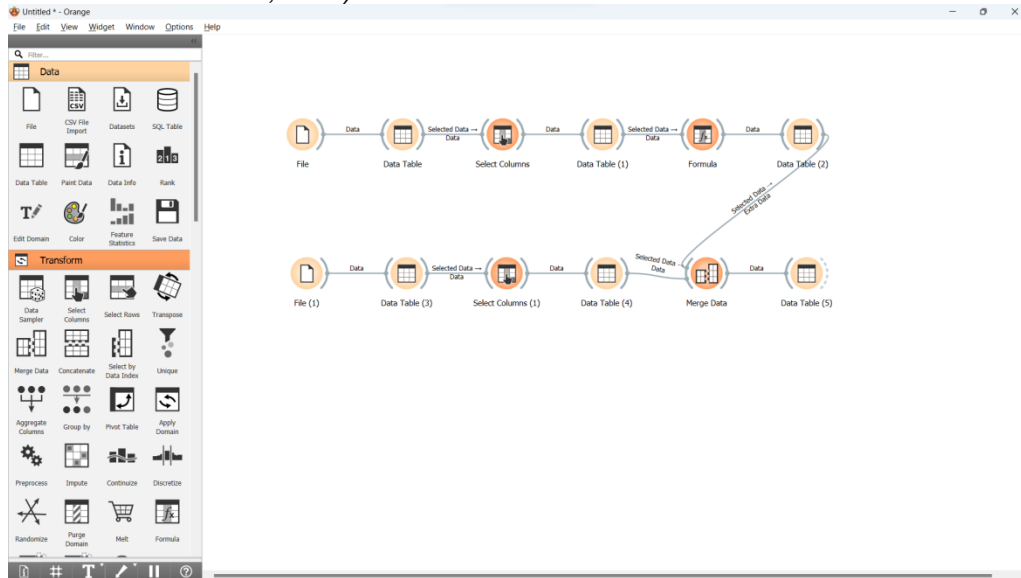 Untitled * - Orange
File Edit View Widget Window Options Help
Filter...
Data
File
CSV File Import
Datasets
SQL Table
Data Table
Paint Data
Data Info
Rank
Edit Domain
Color
Feature Statistics
Save Data
Transform
Data Sampler
Select Columns
Select Rows
Transpose
Merge Data
Concatenate
Select by Data Index
Unique
Aggregate Columns
Group by
Pivot Table
Apply Domain
Preprocess
Impute
Continuize
Discretize
Randomize
Purge Domain
Melt
Formula
Data
Selected Data → Data
Data
Selected Data → Data
Data
File
Data Table
Select Columns
Data Table (1)
Formula
Data Table (2)
Selected Data → Extra Data
Data
Selected Data → Data
Data
Selected Data → Data
Data
File (1)
Data Table (3)
Select Columns (1)
Data Table (4)
Merge Data
Data Table (5)